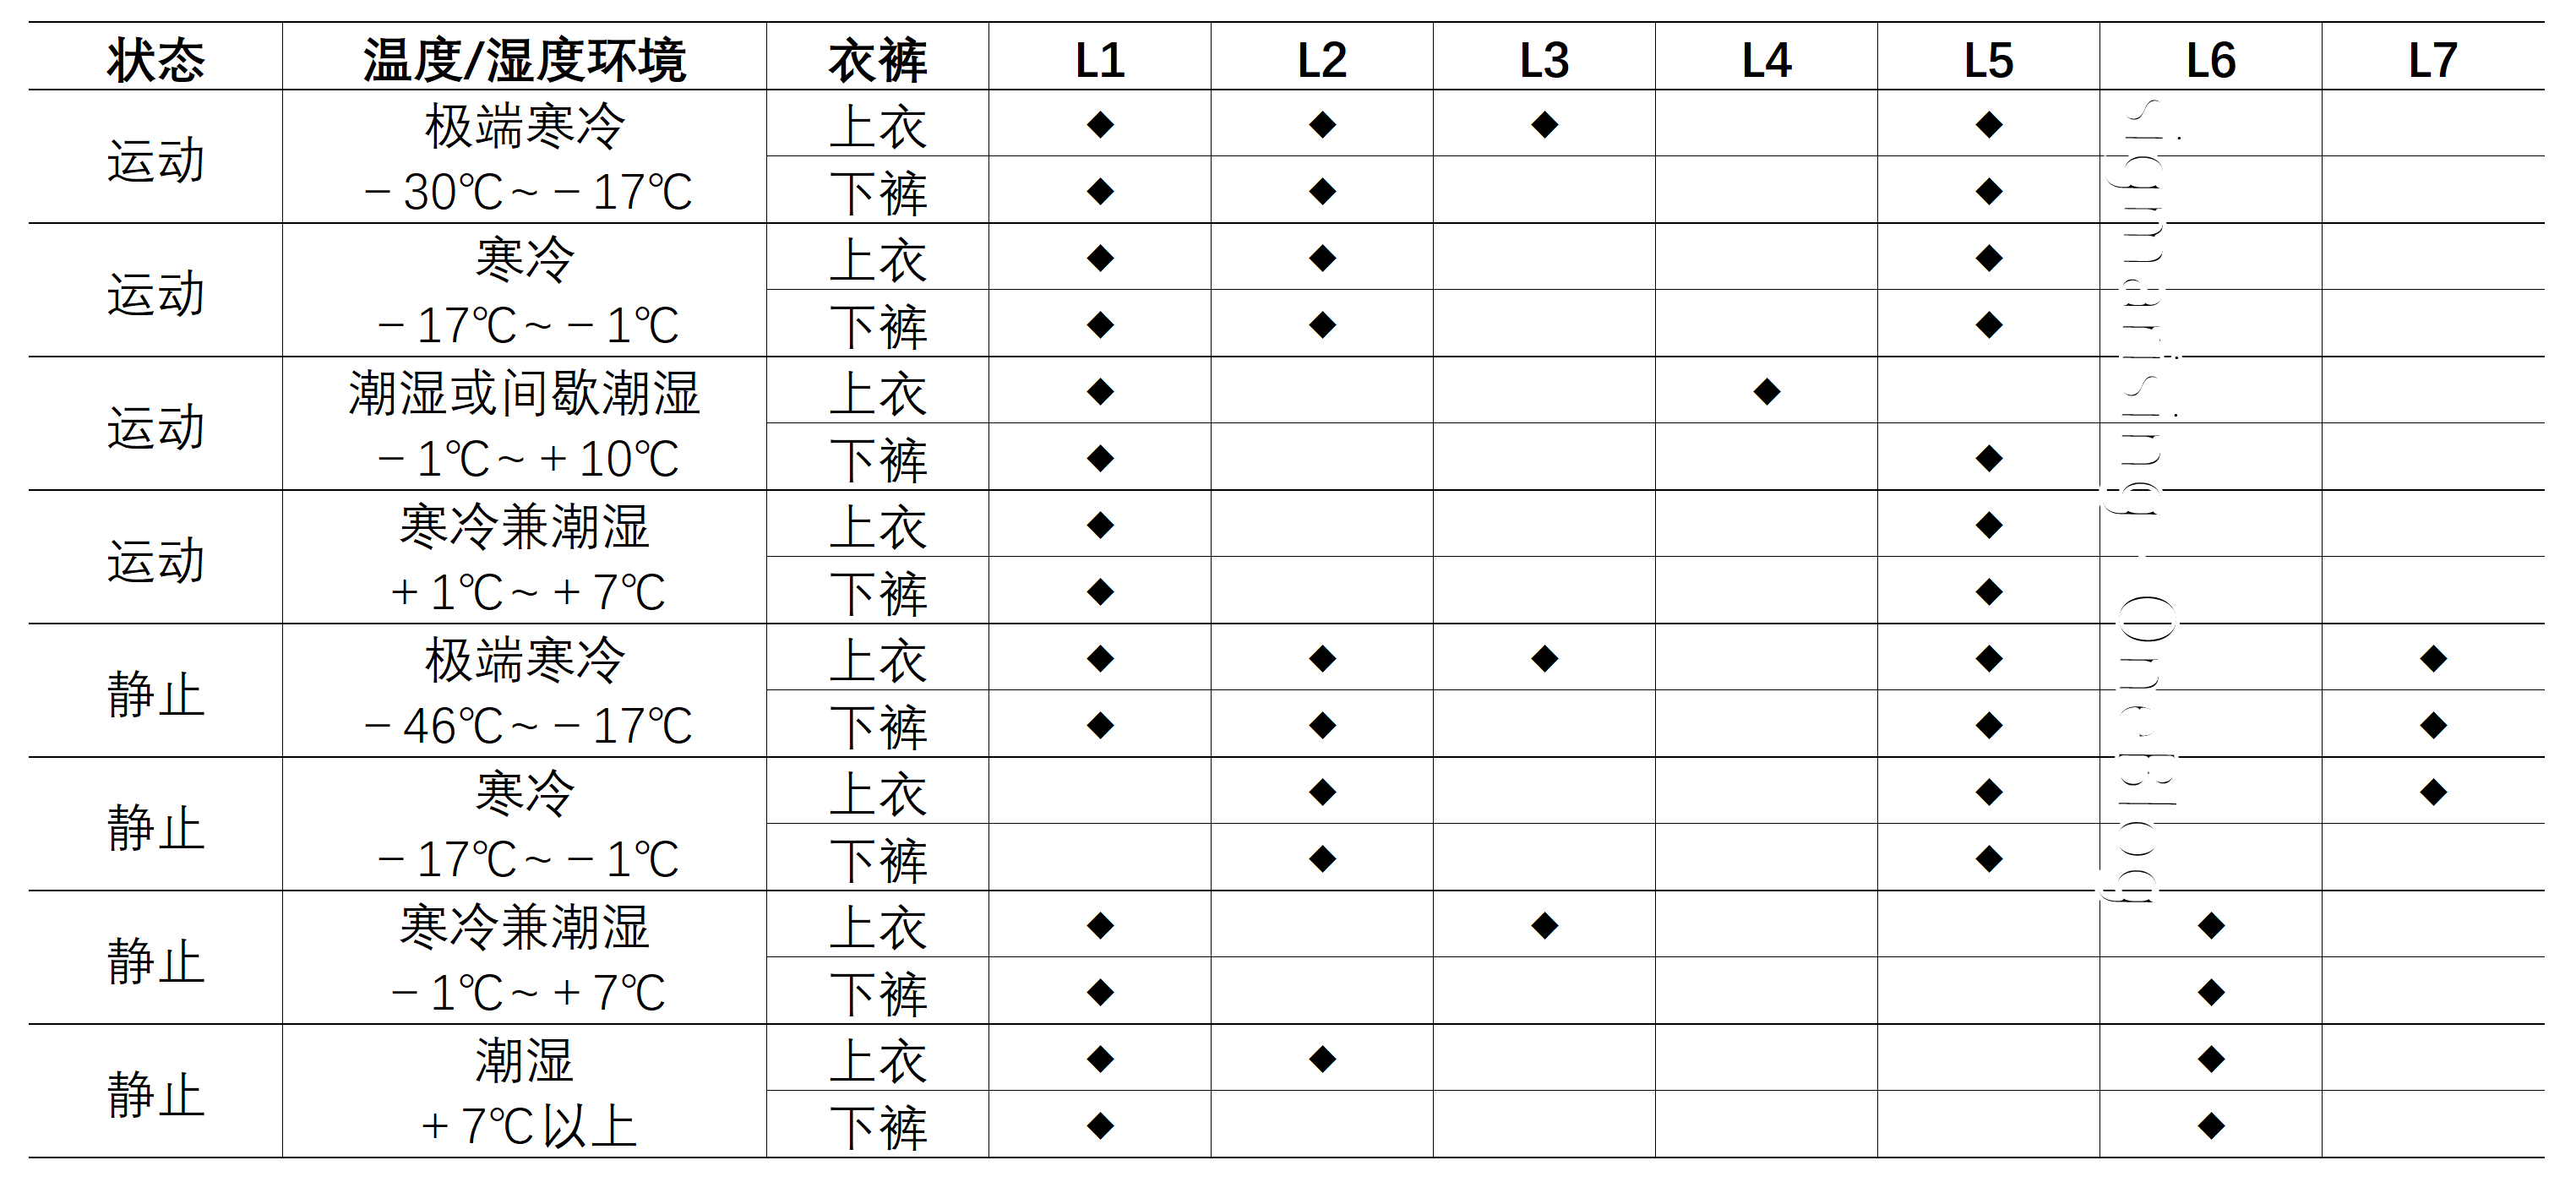 状态 温度/湿度环境 衣裤 L1 L2 L3 L4 L5 L6 L7
运动 极端寒冷 上衣 ◆ ◆ ◆ ◆
－30℃~－17℃ 下裤 ◆ ◆ ◆
运动 寒冷 上衣 ◆ ◆ ◆
－17℃~－1℃ 下裤 ◆ ◆ ◆
运动 潮湿或间歇潮湿 上衣 ◆ ◆
－1℃~＋10℃ 下裤 ◆ ◆
运动 寒冷兼潮湿 上衣 ◆ ◆
＋1℃~＋7℃ 下裤 ◆ ◆
静止 极端寒冷 上衣 ◆ ◆ ◆ ◆ ◆
－46℃~－17℃ 下裤 ◆ ◆ ◆ ◆
静止 寒冷 上衣 ◆ ◆ ◆
－17℃~－1℃ 下裤 ◆ ◆
静止 寒冷兼潮湿 上衣 ◆ ◆ ◆
－1℃~＋7℃ 下裤 ◆ ◆
静止 潮湿 上衣 ◆ ◆ ◆
＋7℃以上 下裤 ◆ ◆
OneBlog